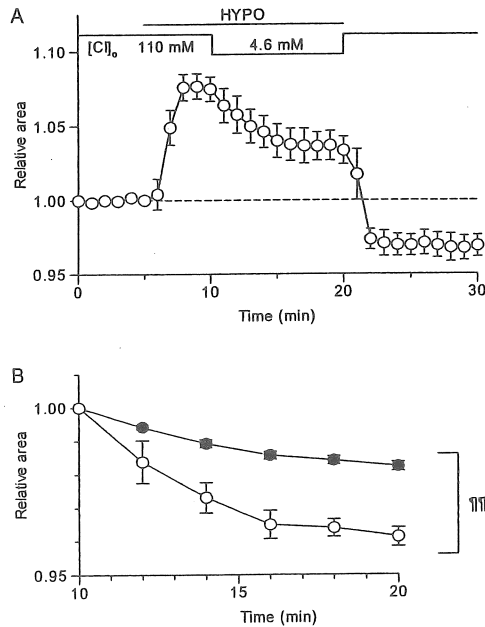 A
HYPO
[Cl]o 110 mM 4.6 mM
1.10
1.05
1.00
0.95
Relative area
0 10 20 30
Time (min)
B
1.00
0.95
Relative area
¶¶
10 15 20
Time (min)